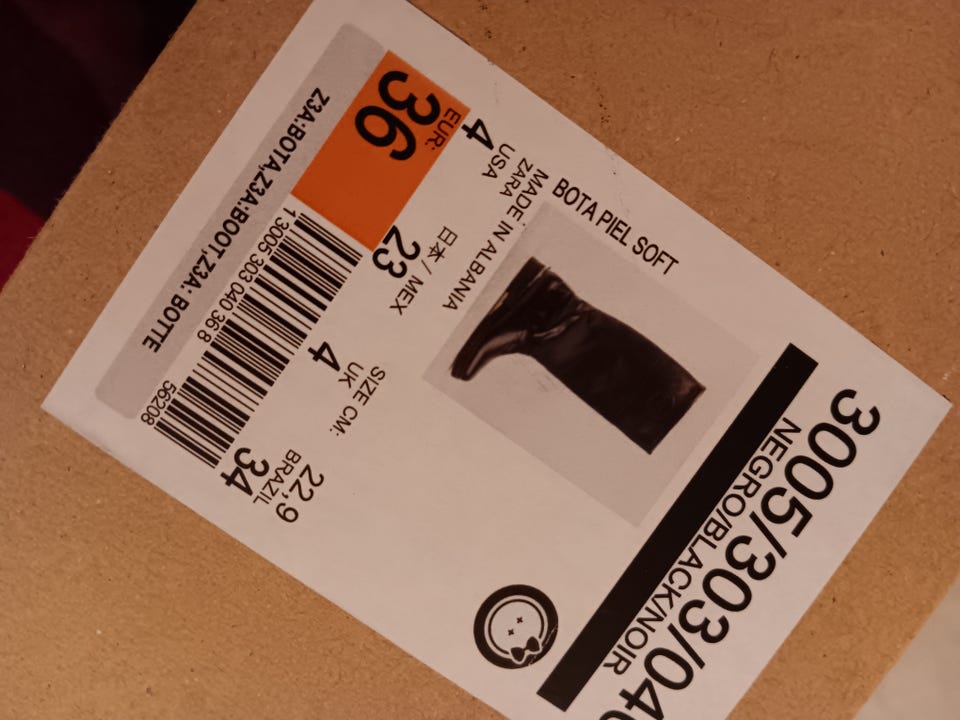 3005/303/040
NEGRO/BLACK/NOIR
BOTA PIEL SOFT
MADE IN ALBANIA
ZARA
SIZE CM: 22,9
EUR: USA 日本 / MEX UK BRAZIL
36 4 23 4 34
1 3005 303 040 36 8 56208
Z3A:BOTA,Z3A:BOOT,Z3A: BOTTE